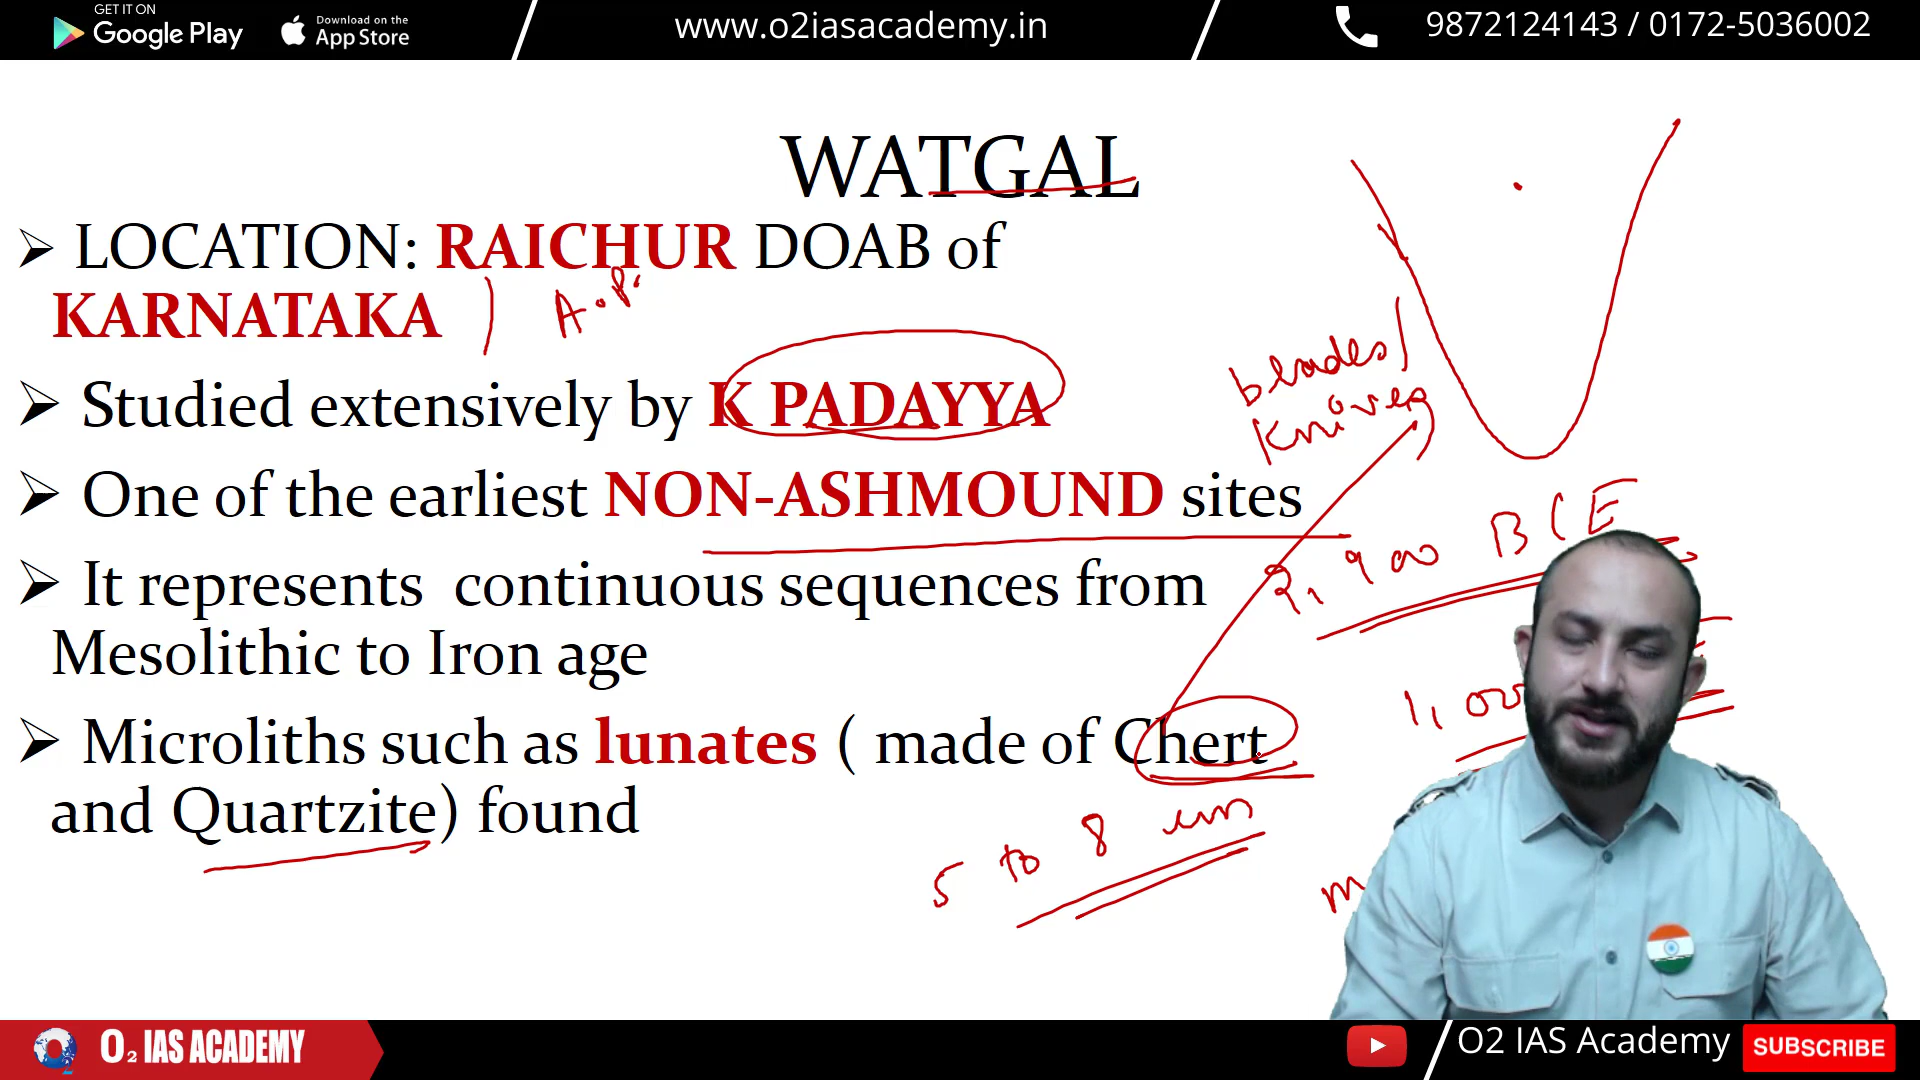 GET IT ON
Google Play
Download on the
App Store
www.o2iasacademy.in
9872124143 / 0172-5036002
WATGAL
➢ LOCATION: RAICHUR DOAB of
KARNATAKA
A.P.
➢ Studied extensively by K PADAYYA
blades/
knives
➢ One of the earliest NON-ASHMOUND sites
BCE
➢ It represents  continuous sequences from
Mesolithic to Iron age
➢ Microliths such as lunates ( made of Chert
and Quartzite) found
5 to 8 cm
O2 IAS ACADEMY
O2 IAS Academy
SUBSCRIBE